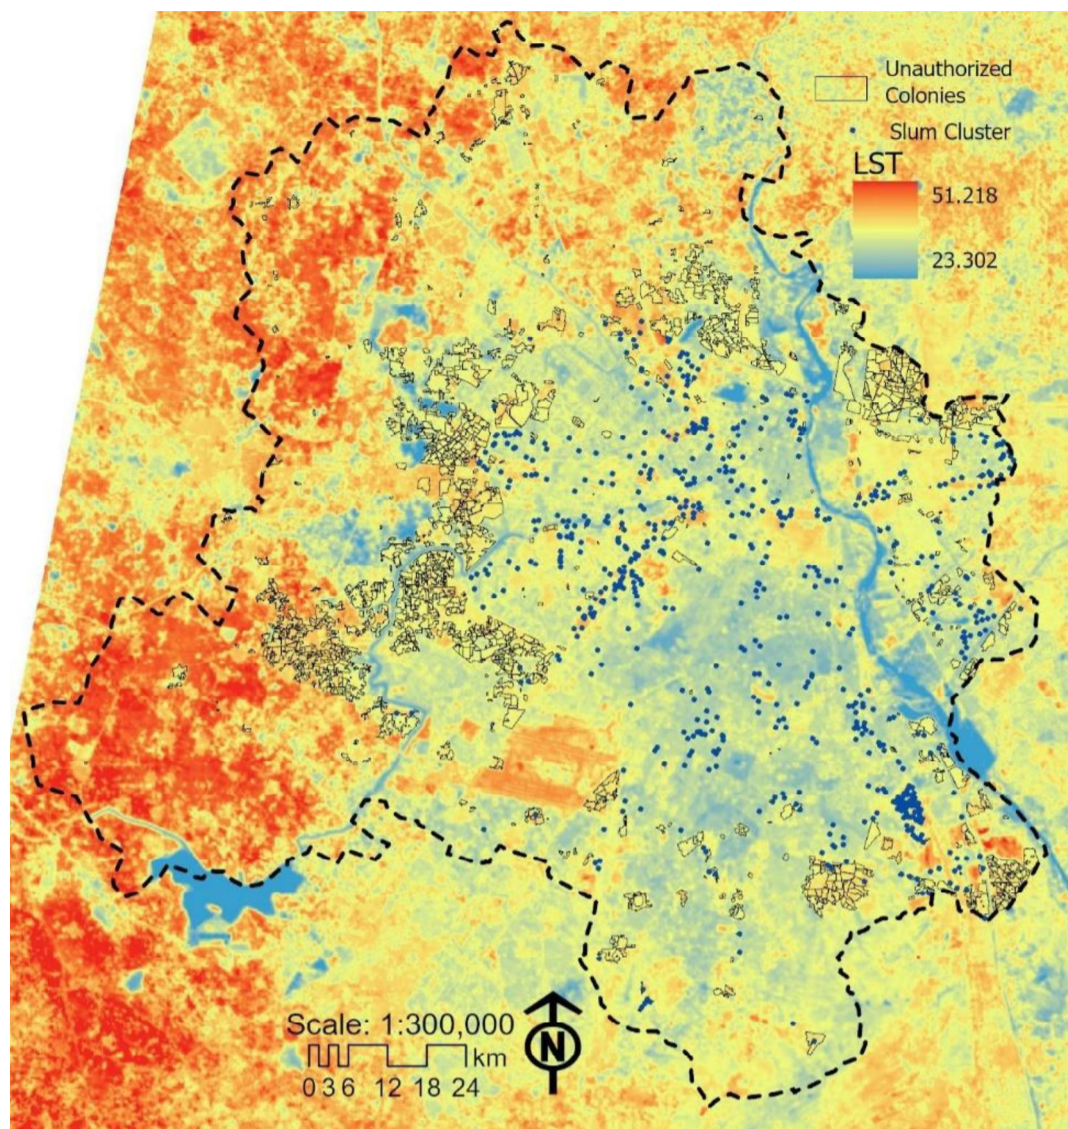 Unauthorized
Colonies
Slum Cluster
LST
51.218
23.302
Scale: 1:300,000
km
0 3 6 12 18 24
N